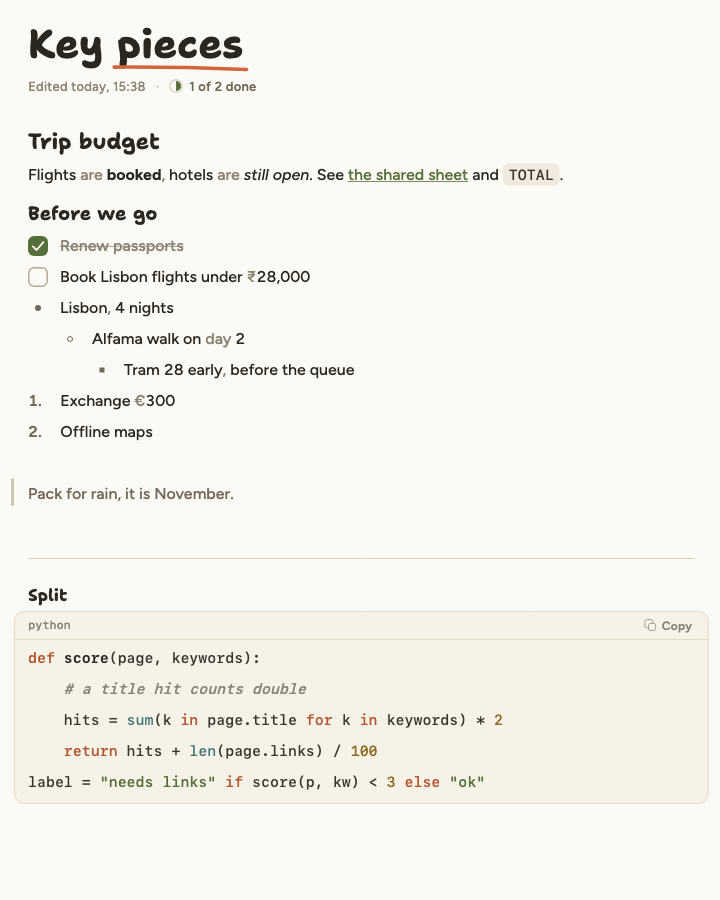 Key pieces
Edited today, 15:38 · 1 of 2 done
Trip budget
Flights are booked, hotels are still open. See the shared sheet and TOTAL.
Before we go
Renew passports
Book Lisbon flights under ₹28,000
• Lisbon, 4 nights
◦ Alfama walk on day 2
▪ Tram 28 early, before the queue
1. Exchange €300
2. Offline maps
Pack for rain, it is November.
Split
python Copy
def score(page, keywords):
    # a title hit counts double
    hits = sum(k in page.title for k in keywords) * 2
    return hits + len(page.links) / 100
label = "needs links" if score(p, kw) < 3 else "ok"